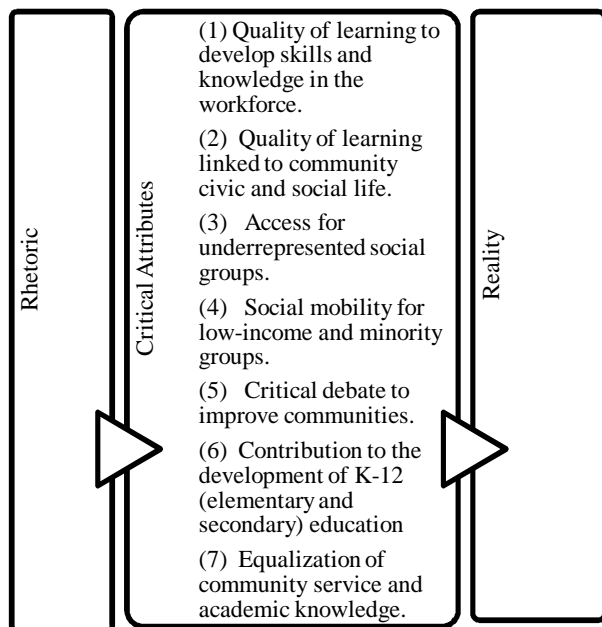 Rhetoric
Critical Attributes
(1) Quality of learning to
develop skills and
knowledge in the
workforce.
(2) Quality of learning
linked to community
civic and social life.
(3) Access for
underrepresented social
groups.
(4) Social mobility for
low-income and minority
groups.
(5) Critical debate to
improve communities.
(6) Contribution to the
development of K-12
(elementary and
secondary) education
(7) Equalization of
community service and
academic knowledge.
Reality